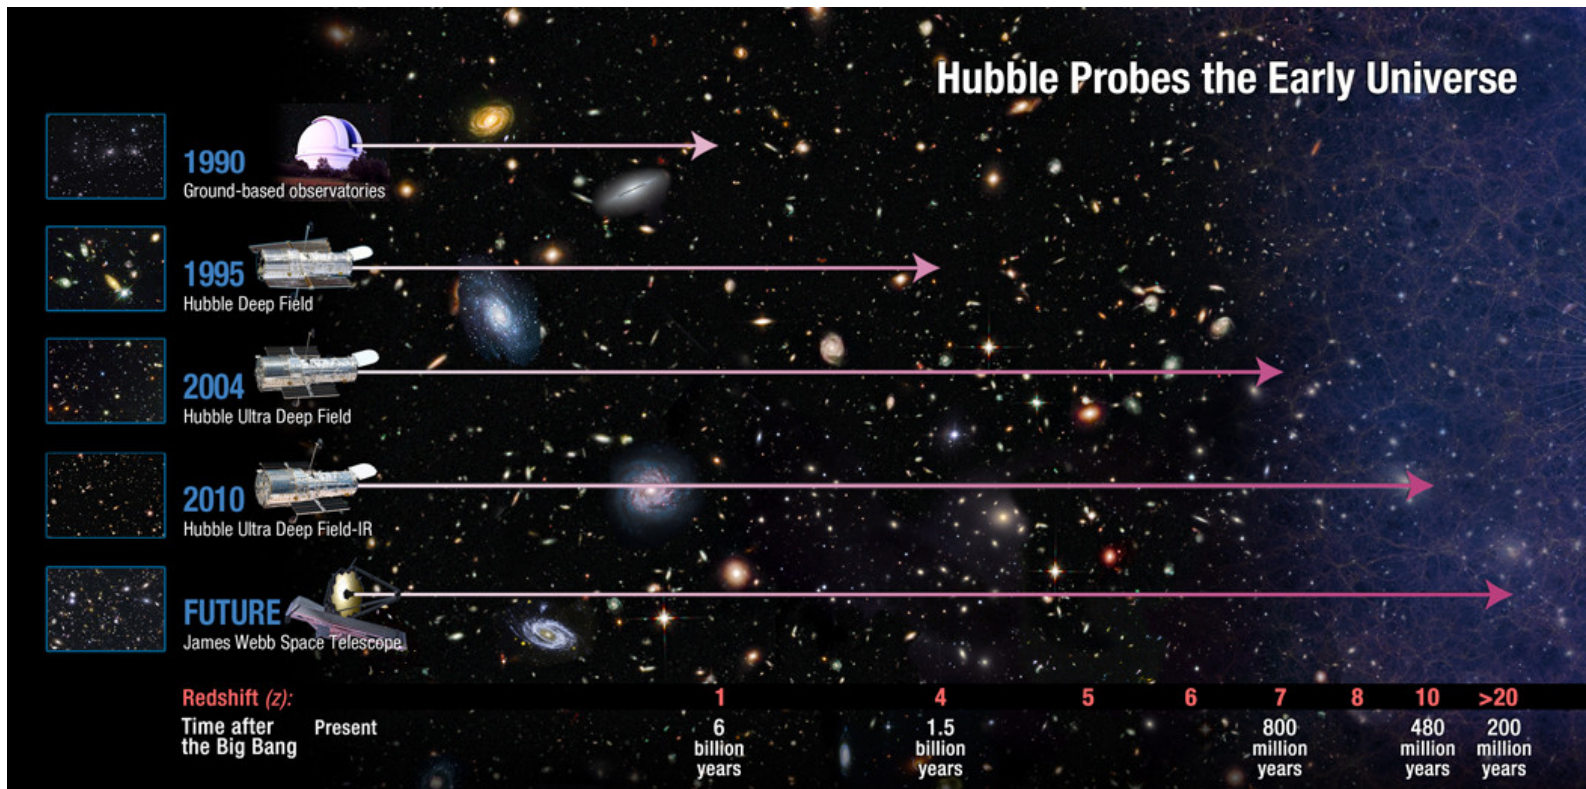 Hubble Probes the Early Universe
1990
Ground-based observatories
1995
Hubble Deep Field
2004
Hubble Ultra Deep Field
2010
Hubble Ultra Deep Field-IR
FUTURE
James Webb Space Telescope
Redshift (z): 1 4 5 6 7 8 10 >20
Time after
the Big Bang
Present
6
billion
years
1.5
billion
years
800
million
years
480
million
years
200
million
years